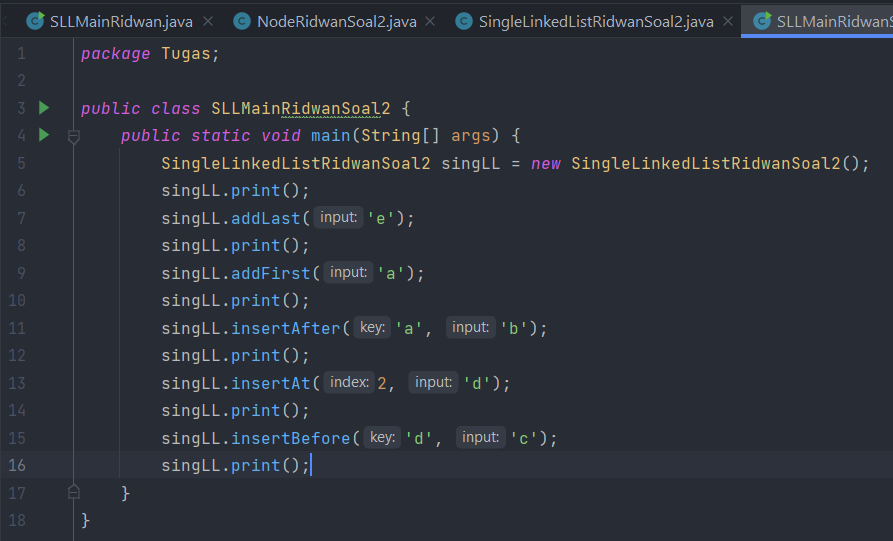 SLLMainRidwan.java × NodeRidwanSoal2.java × SingleLinkedListRidwanSoal2.java × SLLMainRidwanS
1 package Tugas;
2
3 public class SLLMainRidwanSoal2 {
4 public static void main(String[] args) {
5 SingleLinkedListRidwanSoal2 singLL = new SingleLinkedListRidwanSoal2();
6 singLL.print();
7 singLL.addLast( input: 'e');
8 singLL.print();
9 singLL.addFirst( input: 'a');
10 singLL.print();
11 singLL.insertAfter( key: 'a', input: 'b');
12 singLL.print();
13 singLL.insertAt( index: 2, input: 'd');
14 singLL.print();
15 singLL.insertBefore( key: 'd', input: 'c');
16 singLL.print();
17 }
18 }